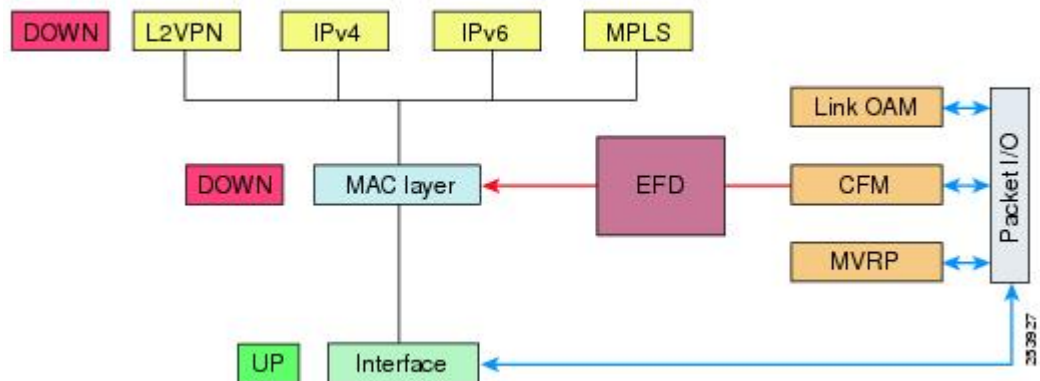 DOWN
L2VPN
IPv4
IPv6
MPLS
Link OAM
DOWN
MAC layer
EFD
CFM
Packet I/O
MVRP
UP
Interface
253927